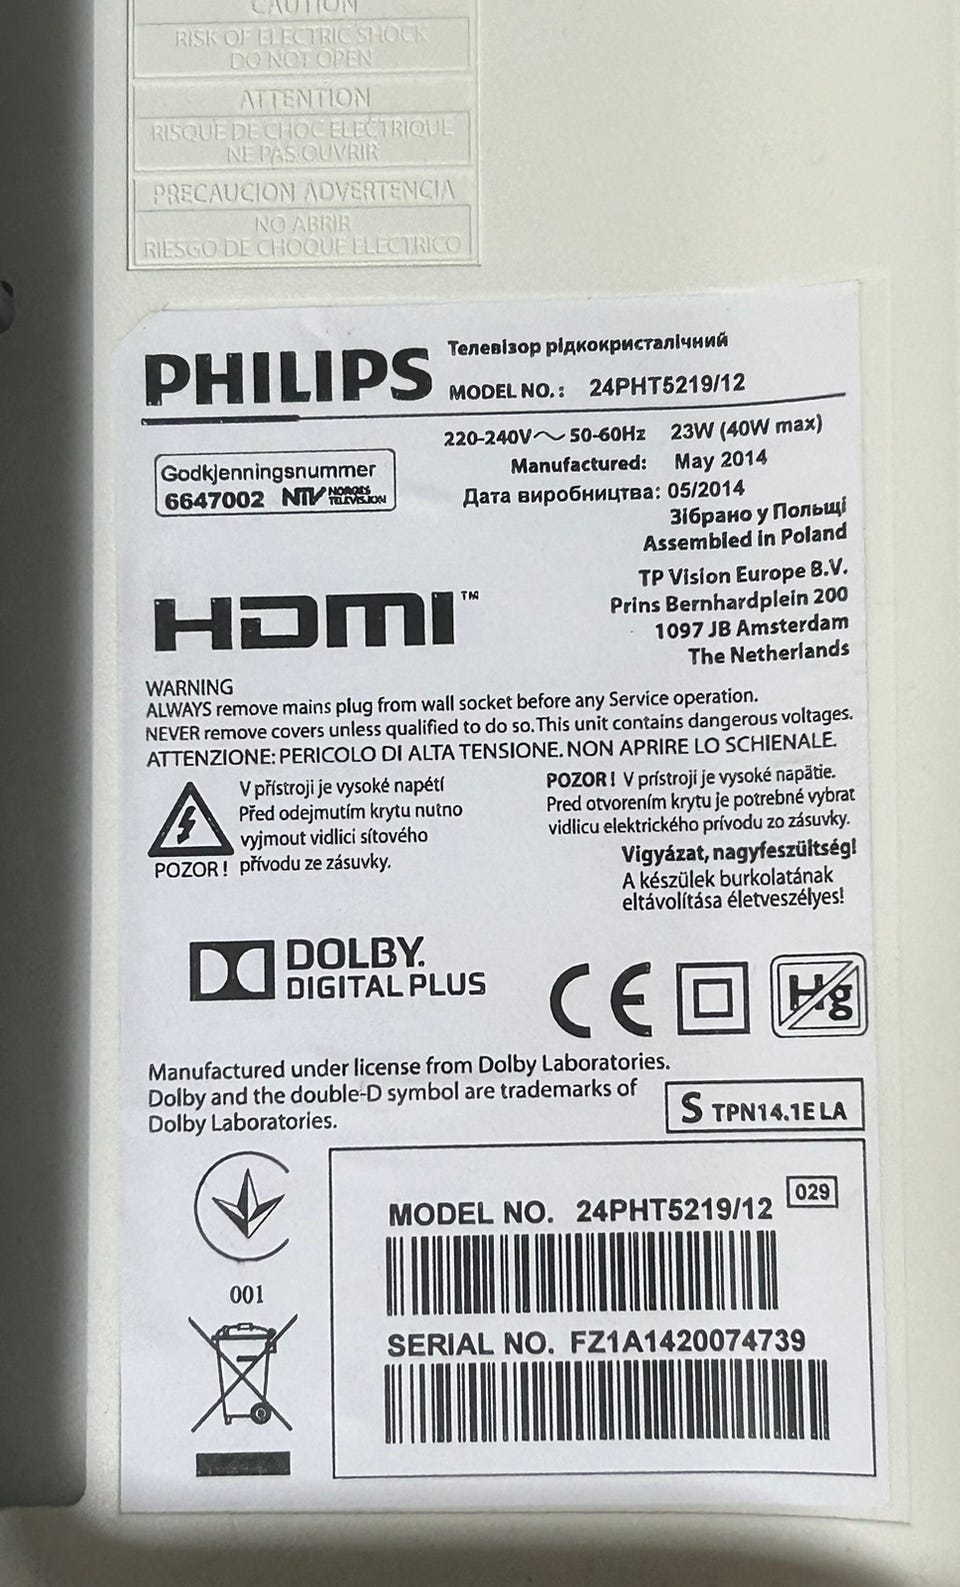 CAUTION
RISK OF ELECTRIC SHOCK
DO NOT OPEN
ATTENTION
RISQUE DE CHOC ELECTRIQUE
NE PAS OUVRIR
PRECAUCION ADVERTENCIA
NO ABRIR
RIESGO DE CHOQUE ELECTRICO
PHILIPS
Телевізор рідкокристалічний
MODEL NO.: 24PHT5219/12
220-240V～ 50-60Hz 23W (40W max)
Manufactured: May 2014
Дата виробництва: 05/2014
Зібрано у Польщі
Assembled in Poland
Godkjenningsnummer
6647002 NTV NORGES TELEVISJON
TP Vision Europe B.V.
Prins Bernhardplein 200
1097 JB Amsterdam
The Netherlands
HDMI™
WARNING
ALWAYS remove mains plug from wall socket before any Service operation.
NEVER remove covers unless qualified to do so. This unit contains dangerous voltages.
ATTENZIONE: PERICOLO DI ALTA TENSIONE. NON APRIRE LO SCHIENALE.
V přístroji je vysoké napětí
Před odejmutím krytu nutno
vyjmout vidlici síťového
POZOR! přívodu ze zásuvky.
POZOR! V prístroji je vysoké napätie.
Pred otvorením krytu je potrebné vybrat
vidlicu elektrického prívodu zo zásuvky.
Vigyázat, nagyfeszültség!
A készülek burkolatának
eltávolítása életveszélyes!
DOLBY.
DIGITAL PLUS
CE
Hg
Manufactured under license from Dolby Laboratories.
Dolby and the double-D symbol are trademarks of
Dolby Laboratories.
S TPN14.1E LA
001
029
MODEL NO. 24PHT5219/12
SERIAL NO. FZ1A1420074739